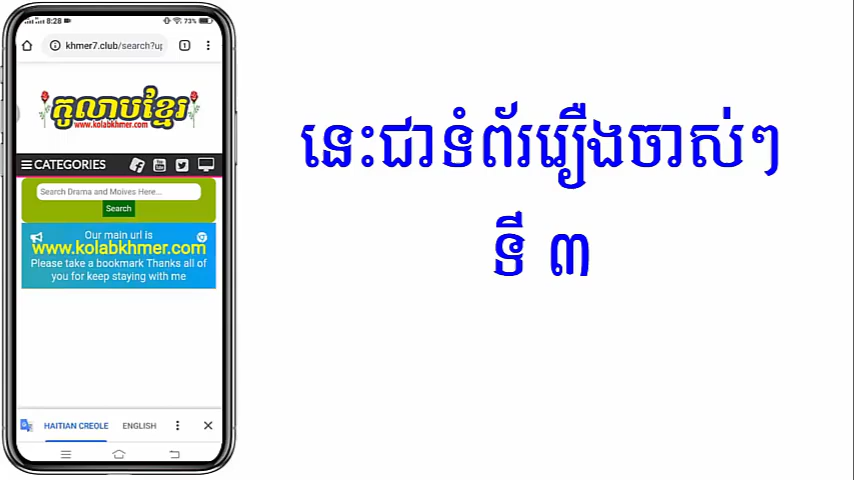 8:28
73%
khmer7.club/search?up
1
កូលាបខ្មែរ
www.kolabkhmer.com
CATEGORIES
Search Drama and Moives Here...
Search
Our main url is
www.kolabkhmer.com
Please take a bookmark Thanks all of
you for keep staying with me
HAITIAN CREOLE ENGLISH
នេះជាទំព័ររឿងចាស់ៗ
ទី ៣